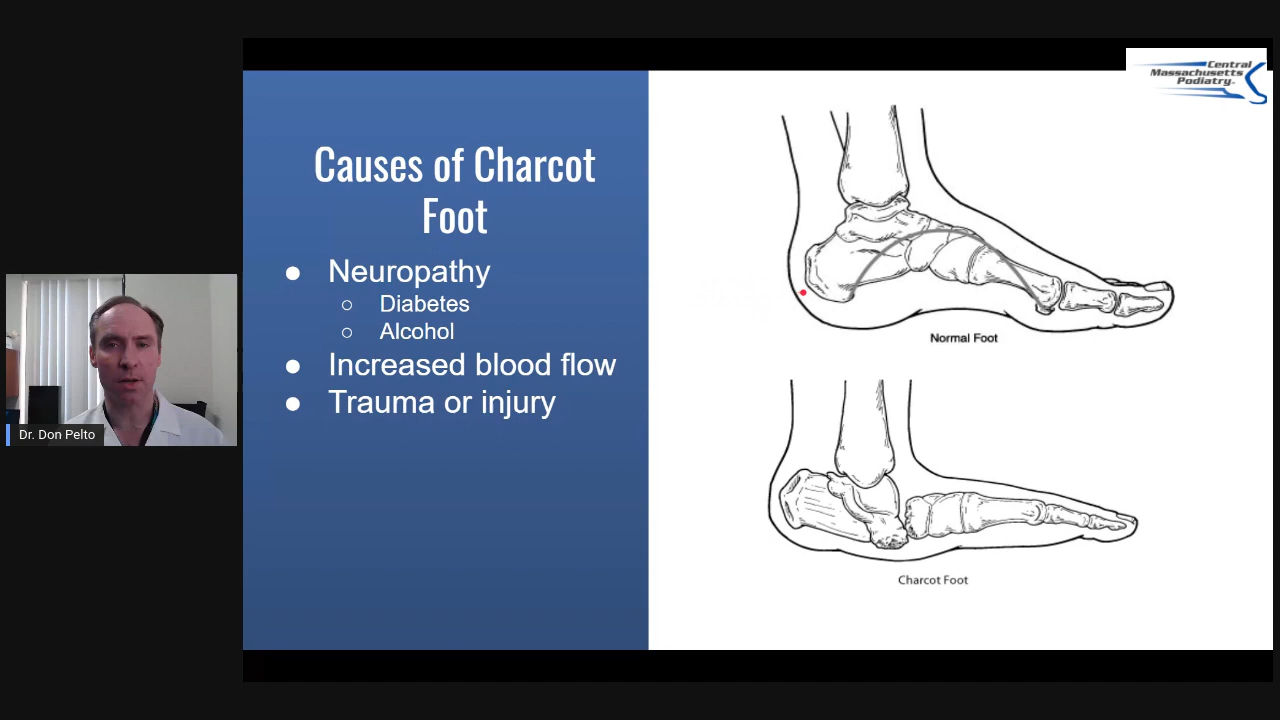 Central
Massachusetts
Podiatry
Causes of Charcot
Foot
● Neuropathy
○ Diabetes
○ Alcohol
● Increased blood flow
● Trauma or injury
Normal Foot
Charcot Foot
Dr. Don Pelto